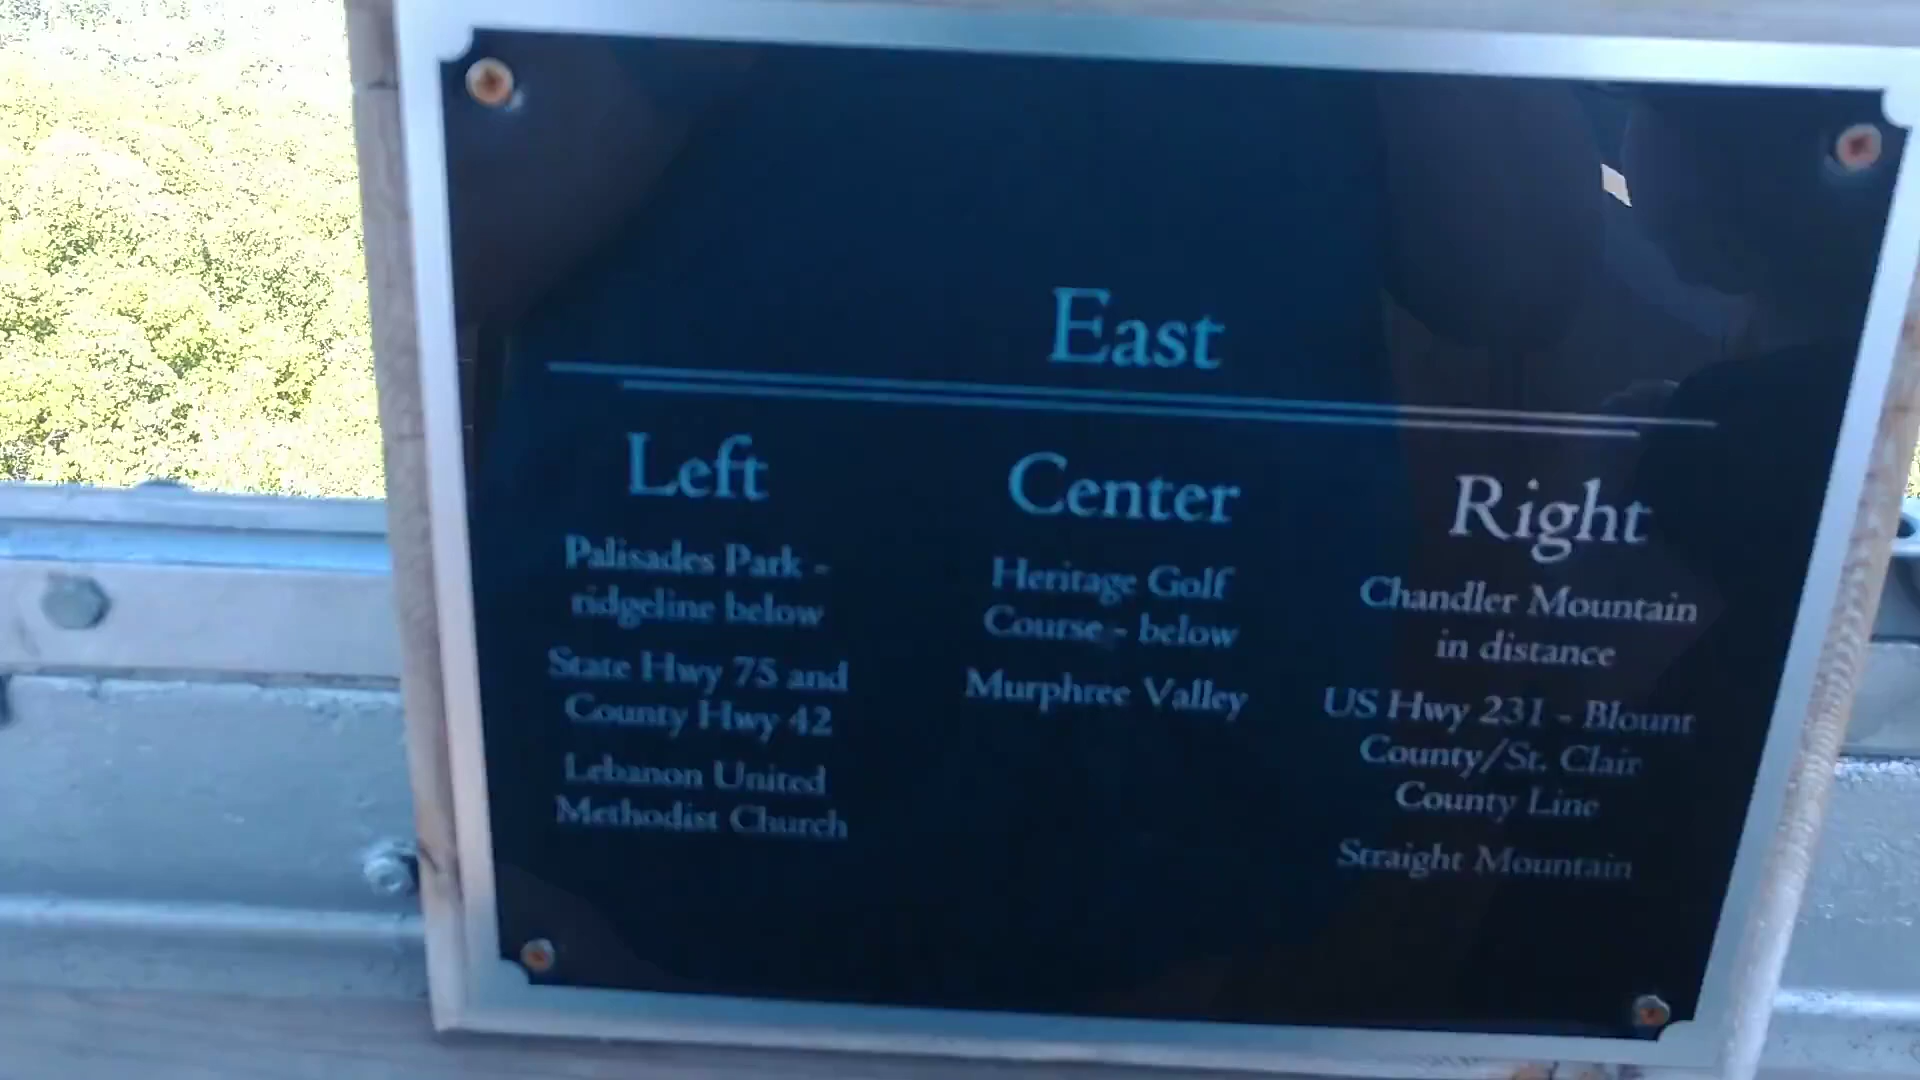 East
Left
Palisades Park -
ridgeline below
State Hwy 75 and
County Hwy 42
Lebanon United
Methodist Church
Center
Heritage Golf
Course - below
Murphree Valley
Right
Chandler Mountain
in distance
US Hwy 231 - Blount
County/St. Clair
County Line
Straight Mountain